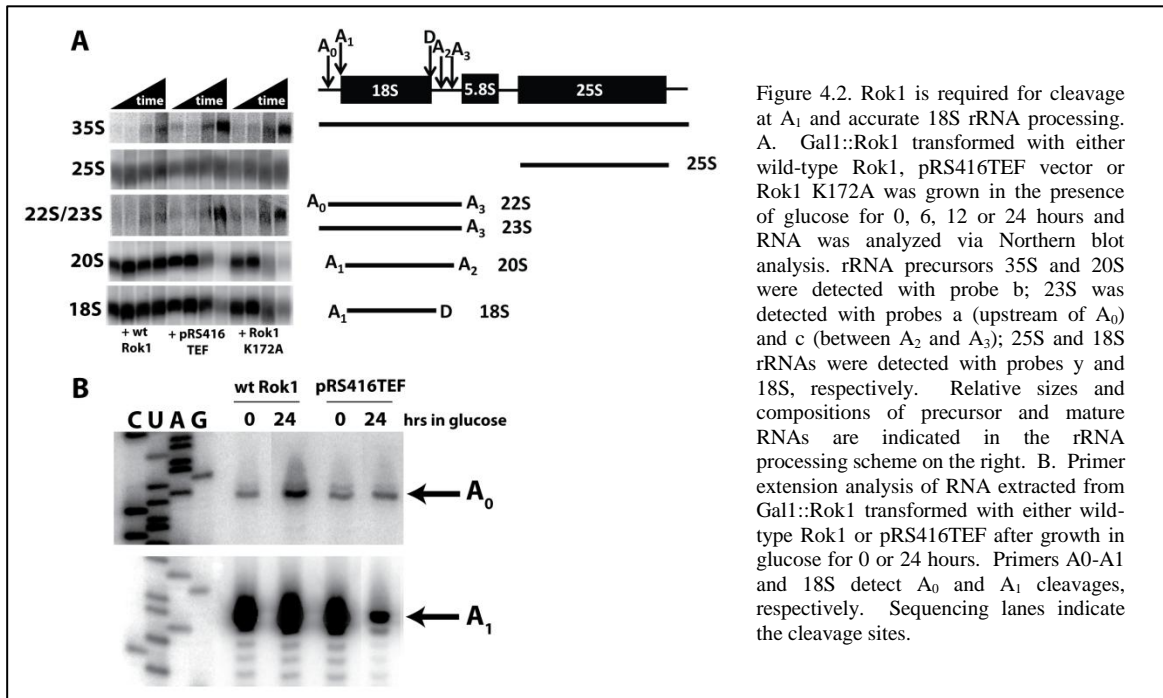 A
A0
A1
D
A2
A3
time
time
time
18S
5.8S
25S
35S
25S
25S
22S/23S
A0
A3
22S
A3
23S
20S
A1
A2
20S
18S
A1
D
18S
+ wt
Rok1
+ pRS416
TEF
+ Rok1
K172A
B
wt Rok1
pRS416TEF
C U A G
0
24
0
24
hrs in glucose
A0
A1
Figure 4.2. Rok1 is required for cleavage
at A1 and accurate 18S rRNA processing.
A. Gal1::Rok1 transformed with either
wild-type Rok1, pRS416TEF vector or
Rok1 K172A was grown in the presence
of glucose for 0, 6, 12 or 24 hours and
RNA was analyzed via Northern blot
analysis. rRNA precursors 35S and 20S
were detected with probe b; 23S was
detected with probes a (upstream of A0)
and c (between A2 and A3); 25S and 18S
rRNAs were detected with probes y and
18S, respectively. Relative sizes and
compositions of precursor and mature
RNAs are indicated in the rRNA
processing scheme on the right. B. Primer
extension analysis of RNA extracted from
Gal1::Rok1 transformed with either wild-
type Rok1 or pRS416TEF after growth in
glucose for 0 or 24 hours. Primers A0-A1
and 18S detect A0 and A1 cleavages,
respectively. Sequencing lanes indicate
the cleavage sites.